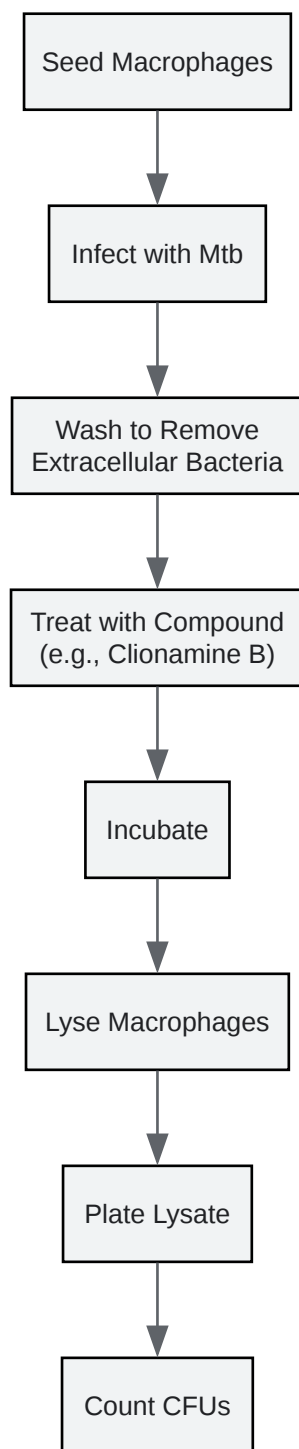 Seed Macrophages
Infect with Mtb
Wash to Remove
Extracellular Bacteria
Treat with Compound
(e.g., Clionamine B)
Incubate
Lyse Macrophages
Plate Lysate
Count CFUs